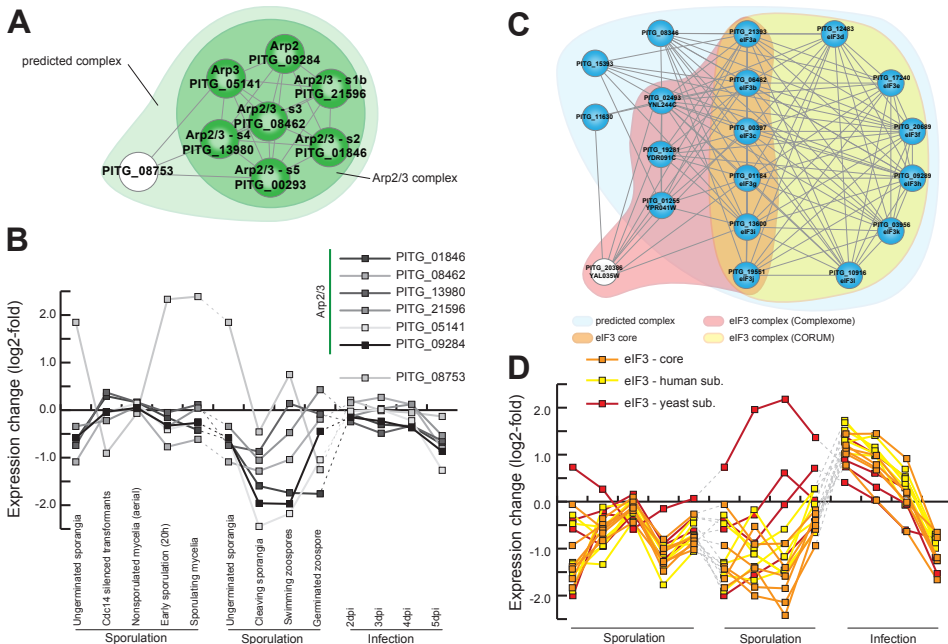 A
predicted complex
Arp2
PITG_09284
Arp3
PITG_05141
Arp2/3 - s1b
PITG_21596
Arp2/3 - s3
PITG_08462
Arp2/3 - s4
PITG_13980
Arp2/3 - s2
PITG_01846
PITG_08753
Arp2/3 - s5
PITG_00293
Arp2/3 complex
B
Arp2/3
PITG_01846
PITG_08462
PITG_13980
PITG_21596
PITG_05141
PITG_09284
PITG_08753
Expression change (log2-fold)
2.0
1.0
0.0
-1.0
-2.0
Ungerminated sporangia
Cdc14 silenced transformants
Nonsporulated mycelia (aerial)
Early sporulation (20h)
Sporulating mycelia
Ungerminated sporangia
Cleaving sporangia
Swimming zoospores
Germinated zoospore
2dpi
3dpi
4dpi
5dpi
Sporulation
Sporulation
Infection
C
PITG_08346
PITG_21393
eIF3a
PITG_12483
eIF3d
PITG_15393
PITG_06482
eIF3b
PITG_17240
eIF3e
PITG_02493
YNL244C
PITG_11630
PITG_00397
eIF3c
PITG_20689
eIF3f
PITG_19281
YDR091C
PITG_01184
eIF3g
PITG_09289
eIF3h
PITG_01255
YPR041W
PITG_13600
eIF3i
PITG_03956
eIF3k
PITG_20386
YAL035W
PITG_19551
eIF3j
PITG_10916
eIF3l
predicted complex
eIF3 complex (Complexome)
eIF3 core
eIF3 complex (CORUM)
D
eIF3 - core
eIF3 - human sub.
eIF3 - yeast sub.
Expression change (log2-fold)
2.0
1.0
0.0
-1.0
-2.0
Sporulation
Sporulation
Infection